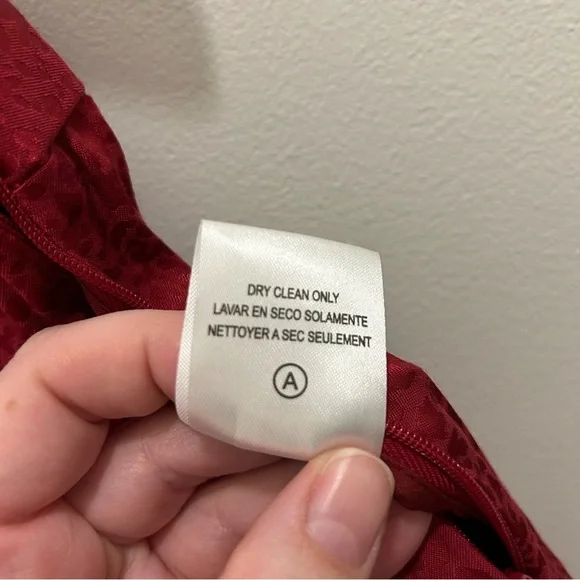 DRY CLEAN ONLY
LAVAR EN SECO SOLAMENTE
NETTOYER A SEC SEULEMENT
A